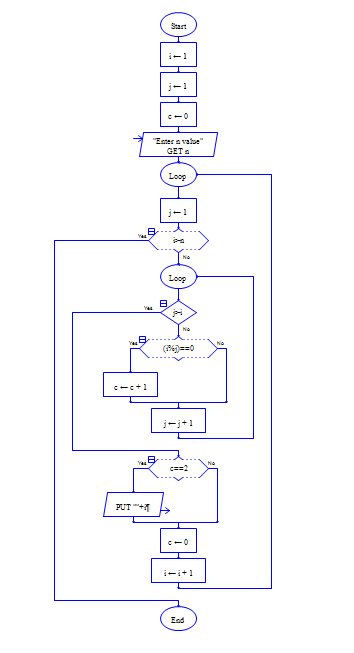 Start
i ← 1
j ← 1
c ← 0
"Enter n value"
GET n
Loop
j ← 1
Yes
i>n
No
Loop
Yes
j>i
No
Yes
(i%j)==0
No
c ← c + 1
j ← j + 1
Yes
c==2
No
PUT ""+i¶
c ← 0
i ← i + 1
End